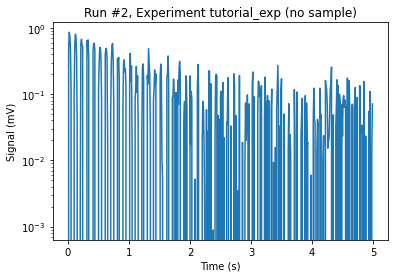 Run #2, Experiment tutorial_exp (no sample)
Signal (mV)
10⁰
10⁻¹
10⁻²
10⁻³
0 1 2 3 4 5
Time (s)